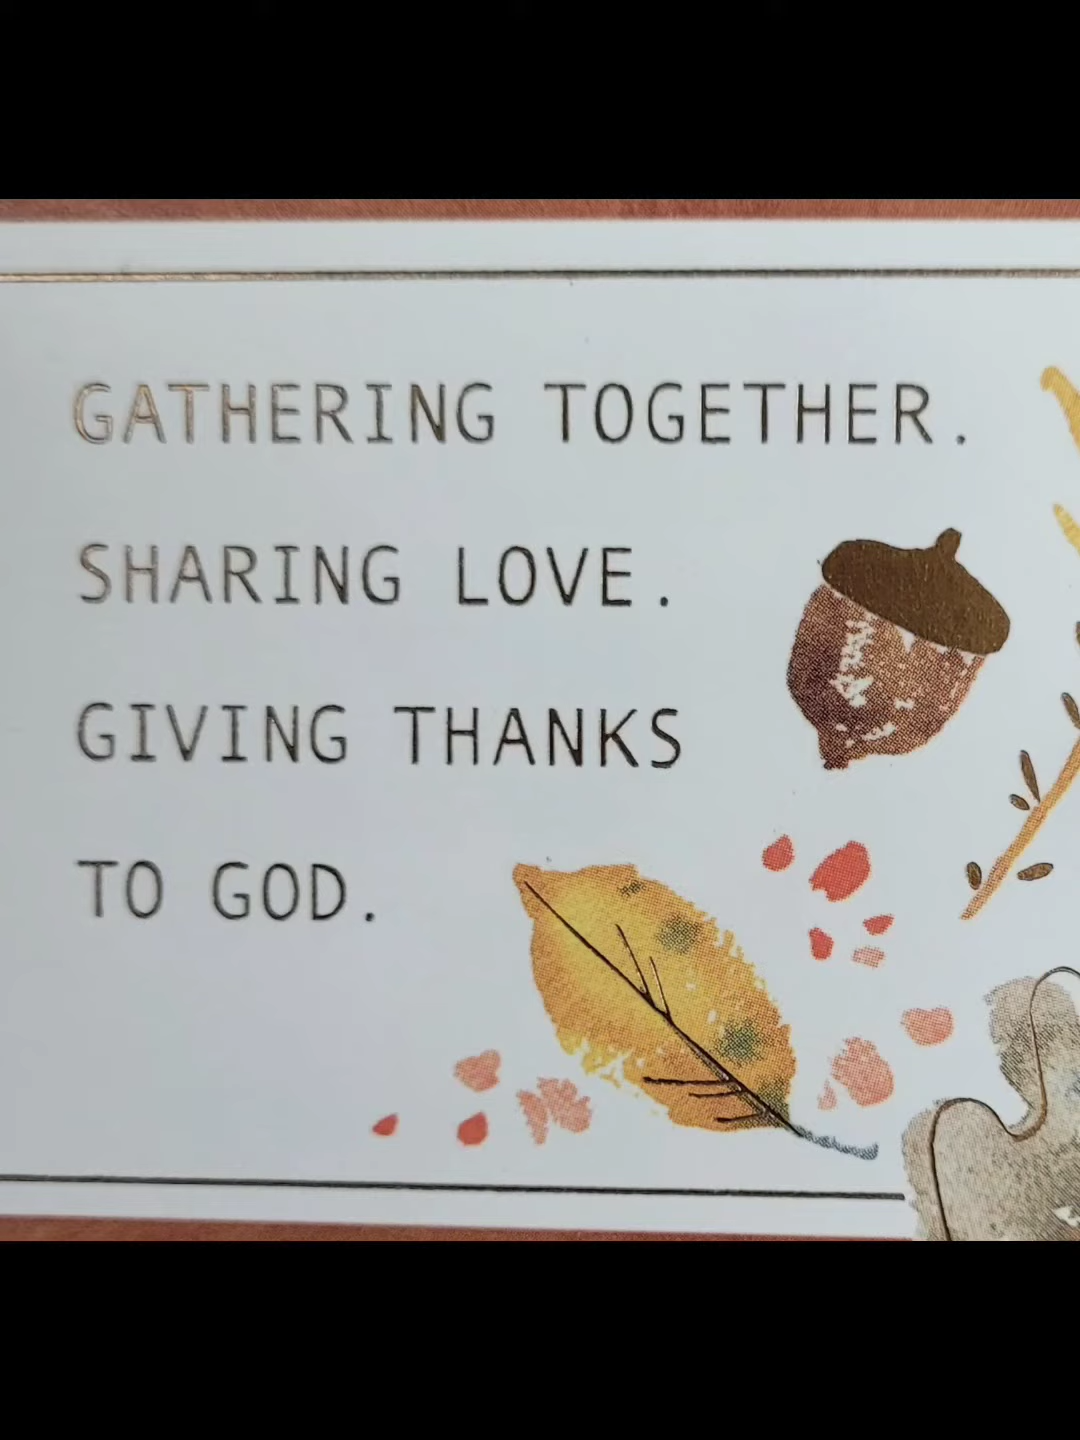 GATHERING TOGETHER.
SHARING LOVE.
GIVING THANKS
TO GOD.